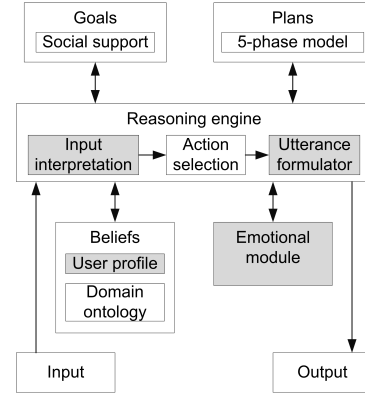 Goals
Social support
Plans
5-phase model
Reasoning engine
Input
interpretation
Action
selection
Utterance
formulator
Beliefs
User profile
Domain
ontology
Emotional
module
Input
Output